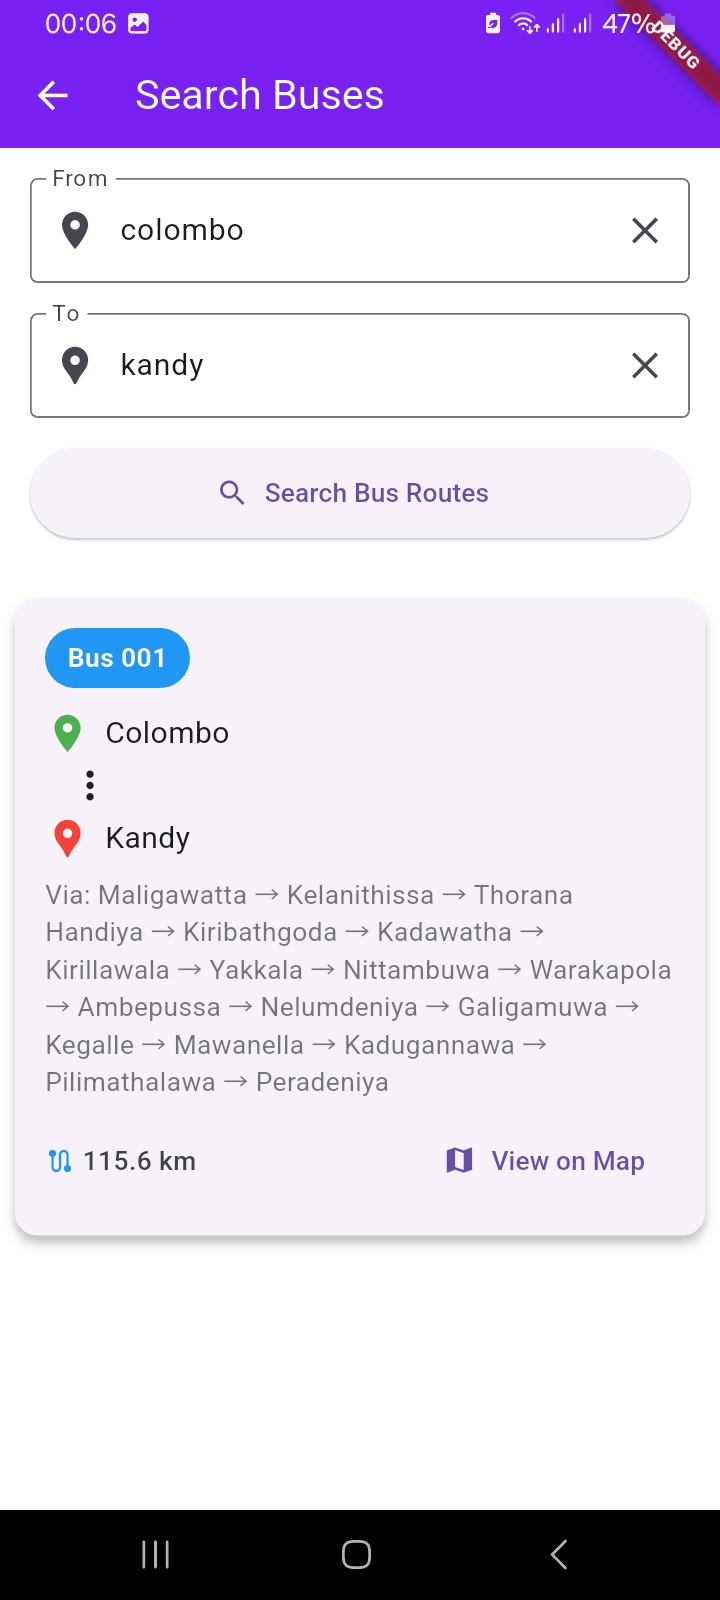 00:06 47%
DEBUG
Search Buses
From
colombo
To
kandy
Search Bus Routes
Bus 001
Colombo
Kandy
Via: Maligawatta → Kelanithissa → Thorana
Handiya → Kiribathgoda → Kadawatha →
Kirillawala → Yakkala → Nittambuwa → Warakapola
→ Ambepussa → Nelumdeniya → Galigamuwa →
Kegalle → Mawanella → Kadugannawa →
Pilimathalawa → Peradeniya
115.6 km View on Map